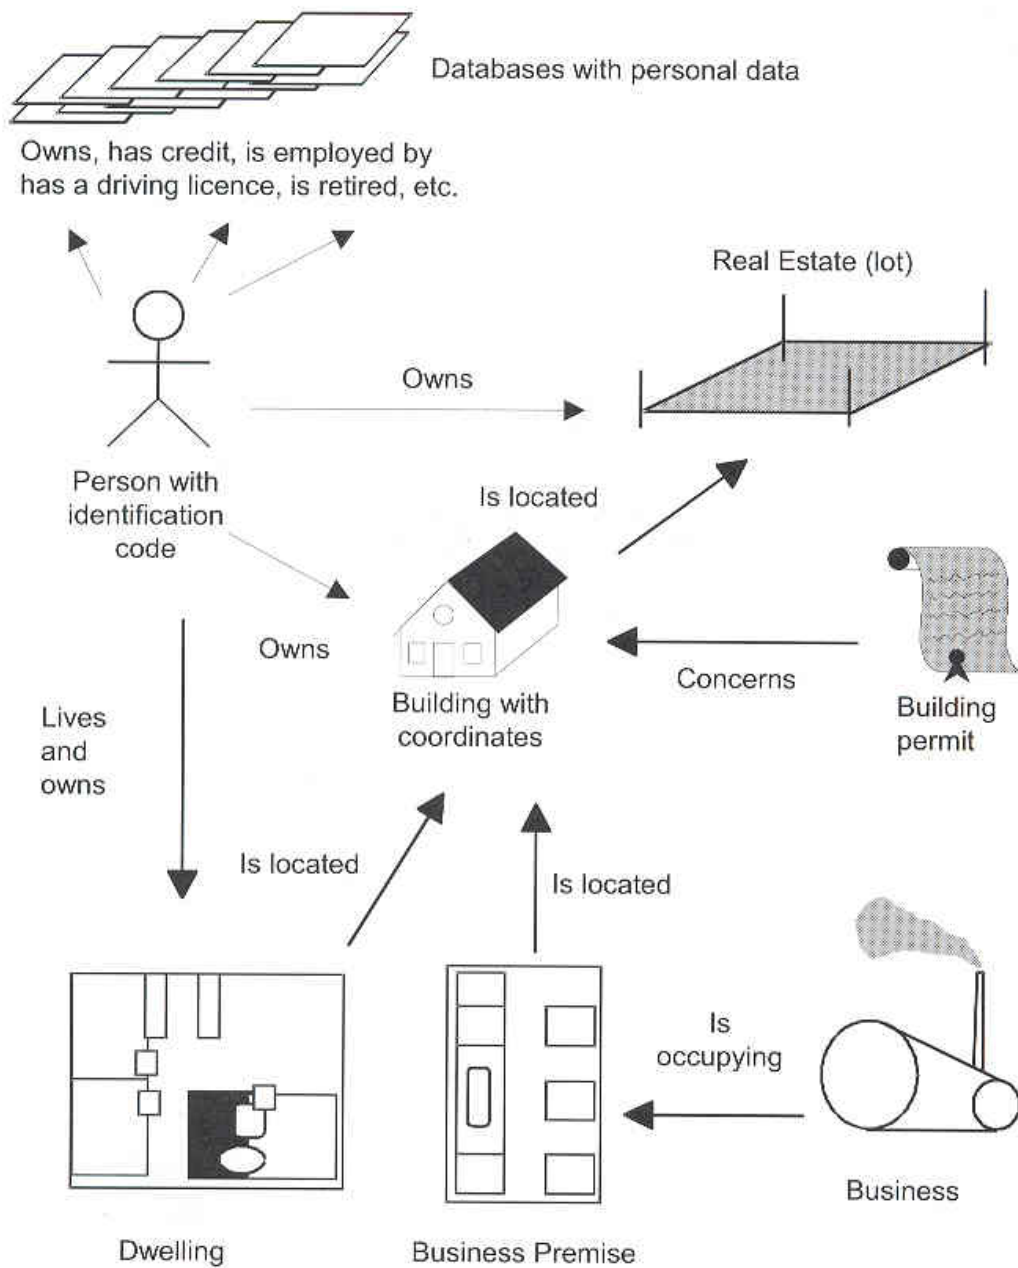 Databases with personal data
Owns, has credit, is employed by
has a driving licence, is retired, etc.
Real Estate (lot)
Owns
Person with
identification
code
Is located
Owns
Building with
coordinates
Concerns
Building
permit
Lives
and
owns
Is located
Is located
Is
occupying
Business
Dwelling
Business Premise